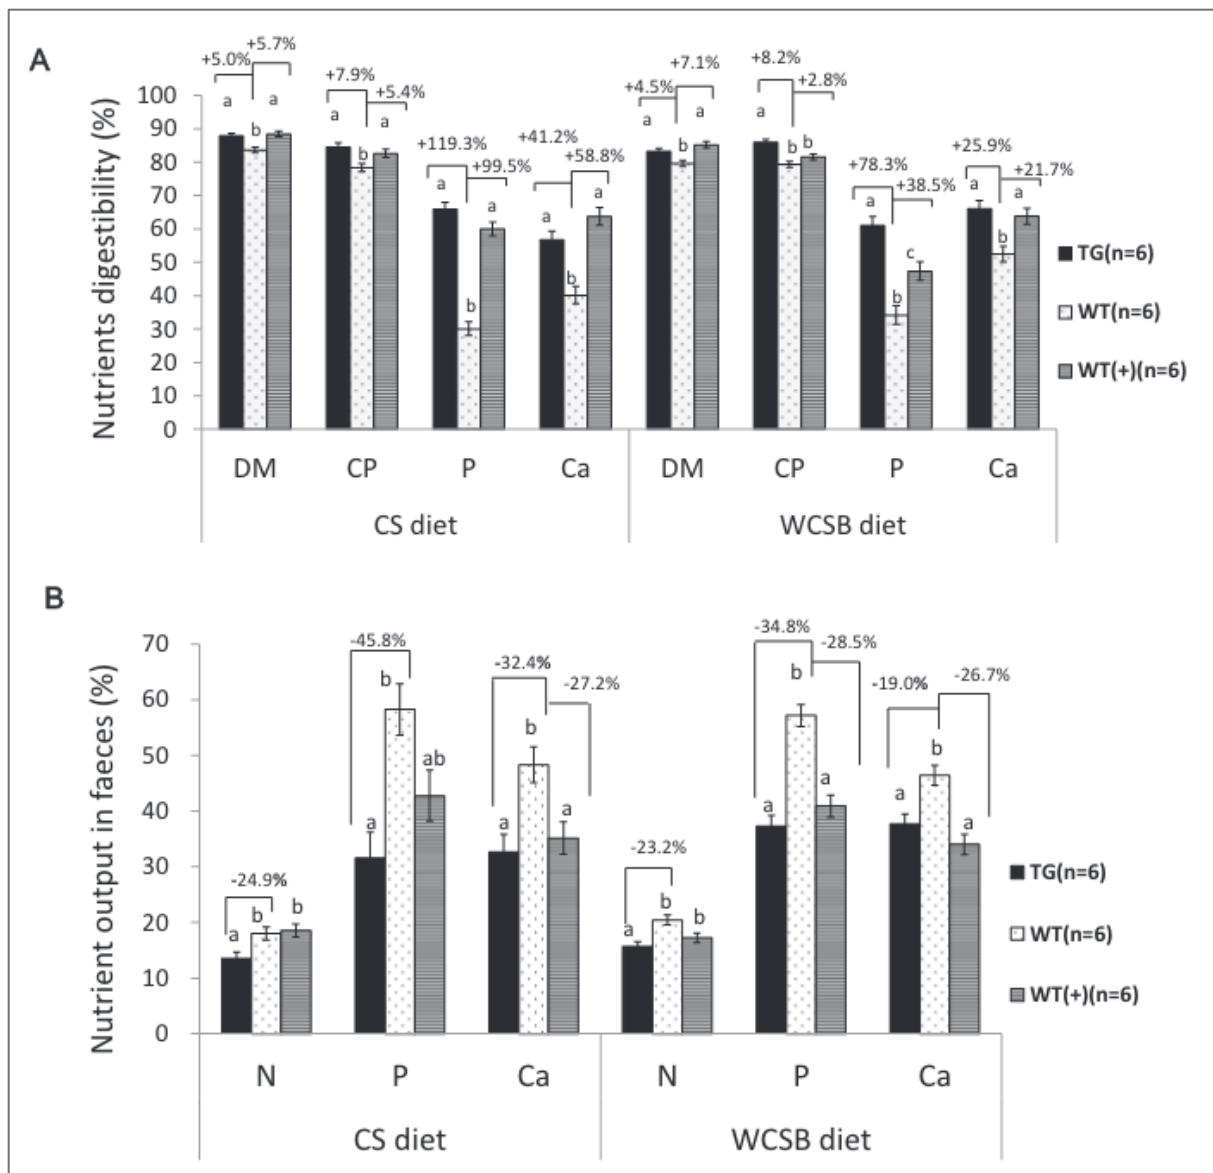 A
+5.0%
+5.7%
+7.9%
+5.4%
+119.3%
+99.5%
+41.2%
+58.8%
+4.5%
+7.1%
+8.2%
+2.8%
+78.3%
+38.5%
+25.9%
+21.7%
Nutrients digestibility (%)
100
90
80
70
60
50
40
30
20
10
0
a b a
a b a
a b a
a b a
a b a
a b b
a b c
a b a
DM CP P Ca DM CP P Ca
CS diet WCSB diet
TG(n=6)
WT(n=6)
WT(+)(n=6)
B
-24.9%
-45.8%
-32.4%
-27.2%
-23.2%
-34.8%
-28.5%
-19.0%
-26.7%
Nutrient output in faeces (%)
70
60
50
40
30
20
10
0
a b b
a b ab
a b a
a b b
a b a
a b a
N P Ca N P Ca
CS diet WCSB diet
TG(n=6)
WT(n=6)
WT(+)(n=6)